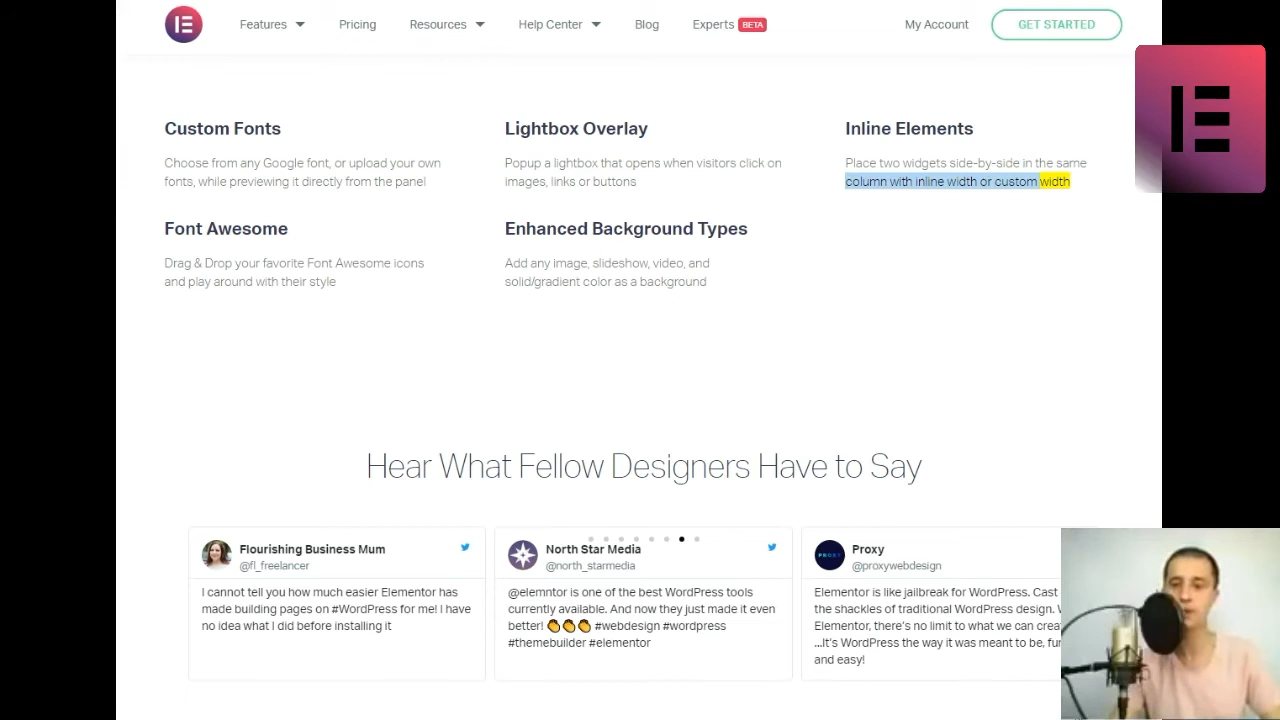 Features Pricing Resources Help Center Blog Experts BETA My Account GET STARTED
Custom Fonts
Choose from any Google font, or upload your own
fonts, while previewing it directly from the panel
Lightbox Overlay
Popup a lightbox that opens when visitors click on
images, links or buttons
Inline Elements
Place two widgets side-by-side in the same
column with inline width or custom width
Font Awesome
Drag & Drop your favorite Font Awesome icons
and play around with their style
Enhanced Background Types
Add any image, slideshow, video, and
solid/gradient color as a background
Hear What Fellow Designers Have to Say
Flourishing Business Mum
@fl_freelancer
I cannot tell you how much easier Elementor has
made building pages on #WordPress for me! I have
no idea what I did before installing it
North Star Media
@north_starmedia
@elemntor is one of the best WordPress tools
currently available. And now they just made it even
better! 👏👏👏 #webdesign #wordpress
#themebuilder #elementor
PROXY
Proxy
@proxywebdesign
Elementor is like jailbreak for WordPress. Cast
the shackles of traditional WordPress design.
Elementor, there's no limit to what we can
...It's WordPress the way it was meant to be,
and easy!